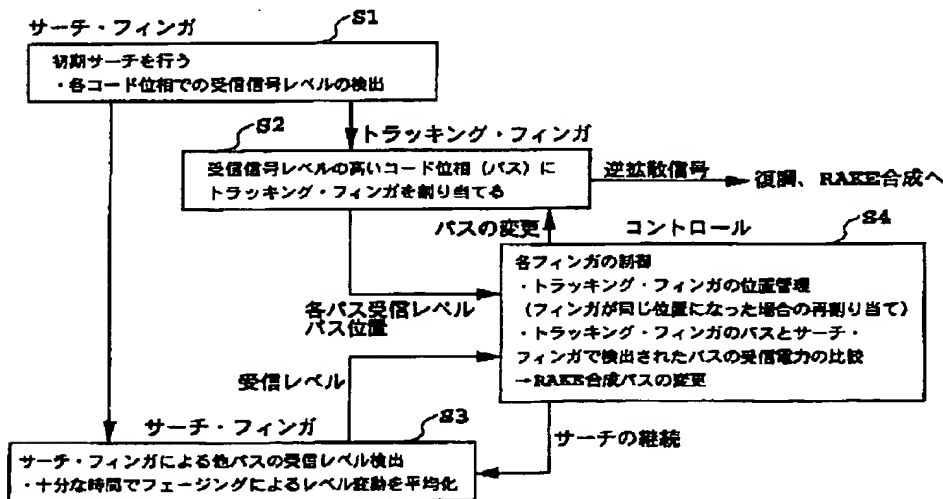 S1
サーチ・フィンガ
初期サーチを行う
・各コード位相での受信信号レベルの検出
S2
トラッキング・フィンガ
受信信号レベルの高いコード位相（パス）に
トラッキング・フィンガを割り当てる
逆拡散信号
復調、RAKE合成へ
パスの変更
コントロール
S4
各フィンガの制御
・トラッキング・フィンガの位置管理
（フィンガが同じ位置になった場合の再割り当て）
・トラッキング・フィンガのパスとサーチ・
フィンガで検出されたパスの受信電力の比較
→RAKE合成パスの変更
各パス受信レベル
パス位置
受信レベル
サーチ・フィンガ
S3
サーチの継続
サーチ・フィンガによる他パスの受信レベル検出
・十分な時間でフェージングによるレベル変動を平均化